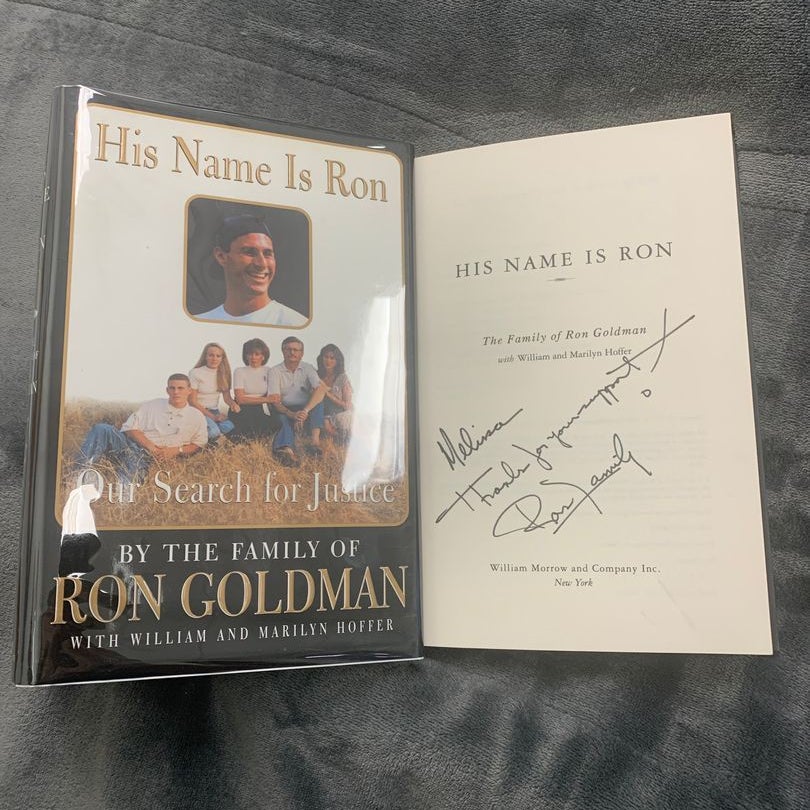 His Name Is Ron
Our Search for Justice
BY THE FAMILY OF
RON GOLDMAN
WITH WILLIAM AND MARILYN HOFFER
HIS NAME IS RON
The Family of Ron Goldman
with William and Marilyn Hoffer
Melissa
Thanks for your support!
Ron family
William Morrow and Company Inc.
New York